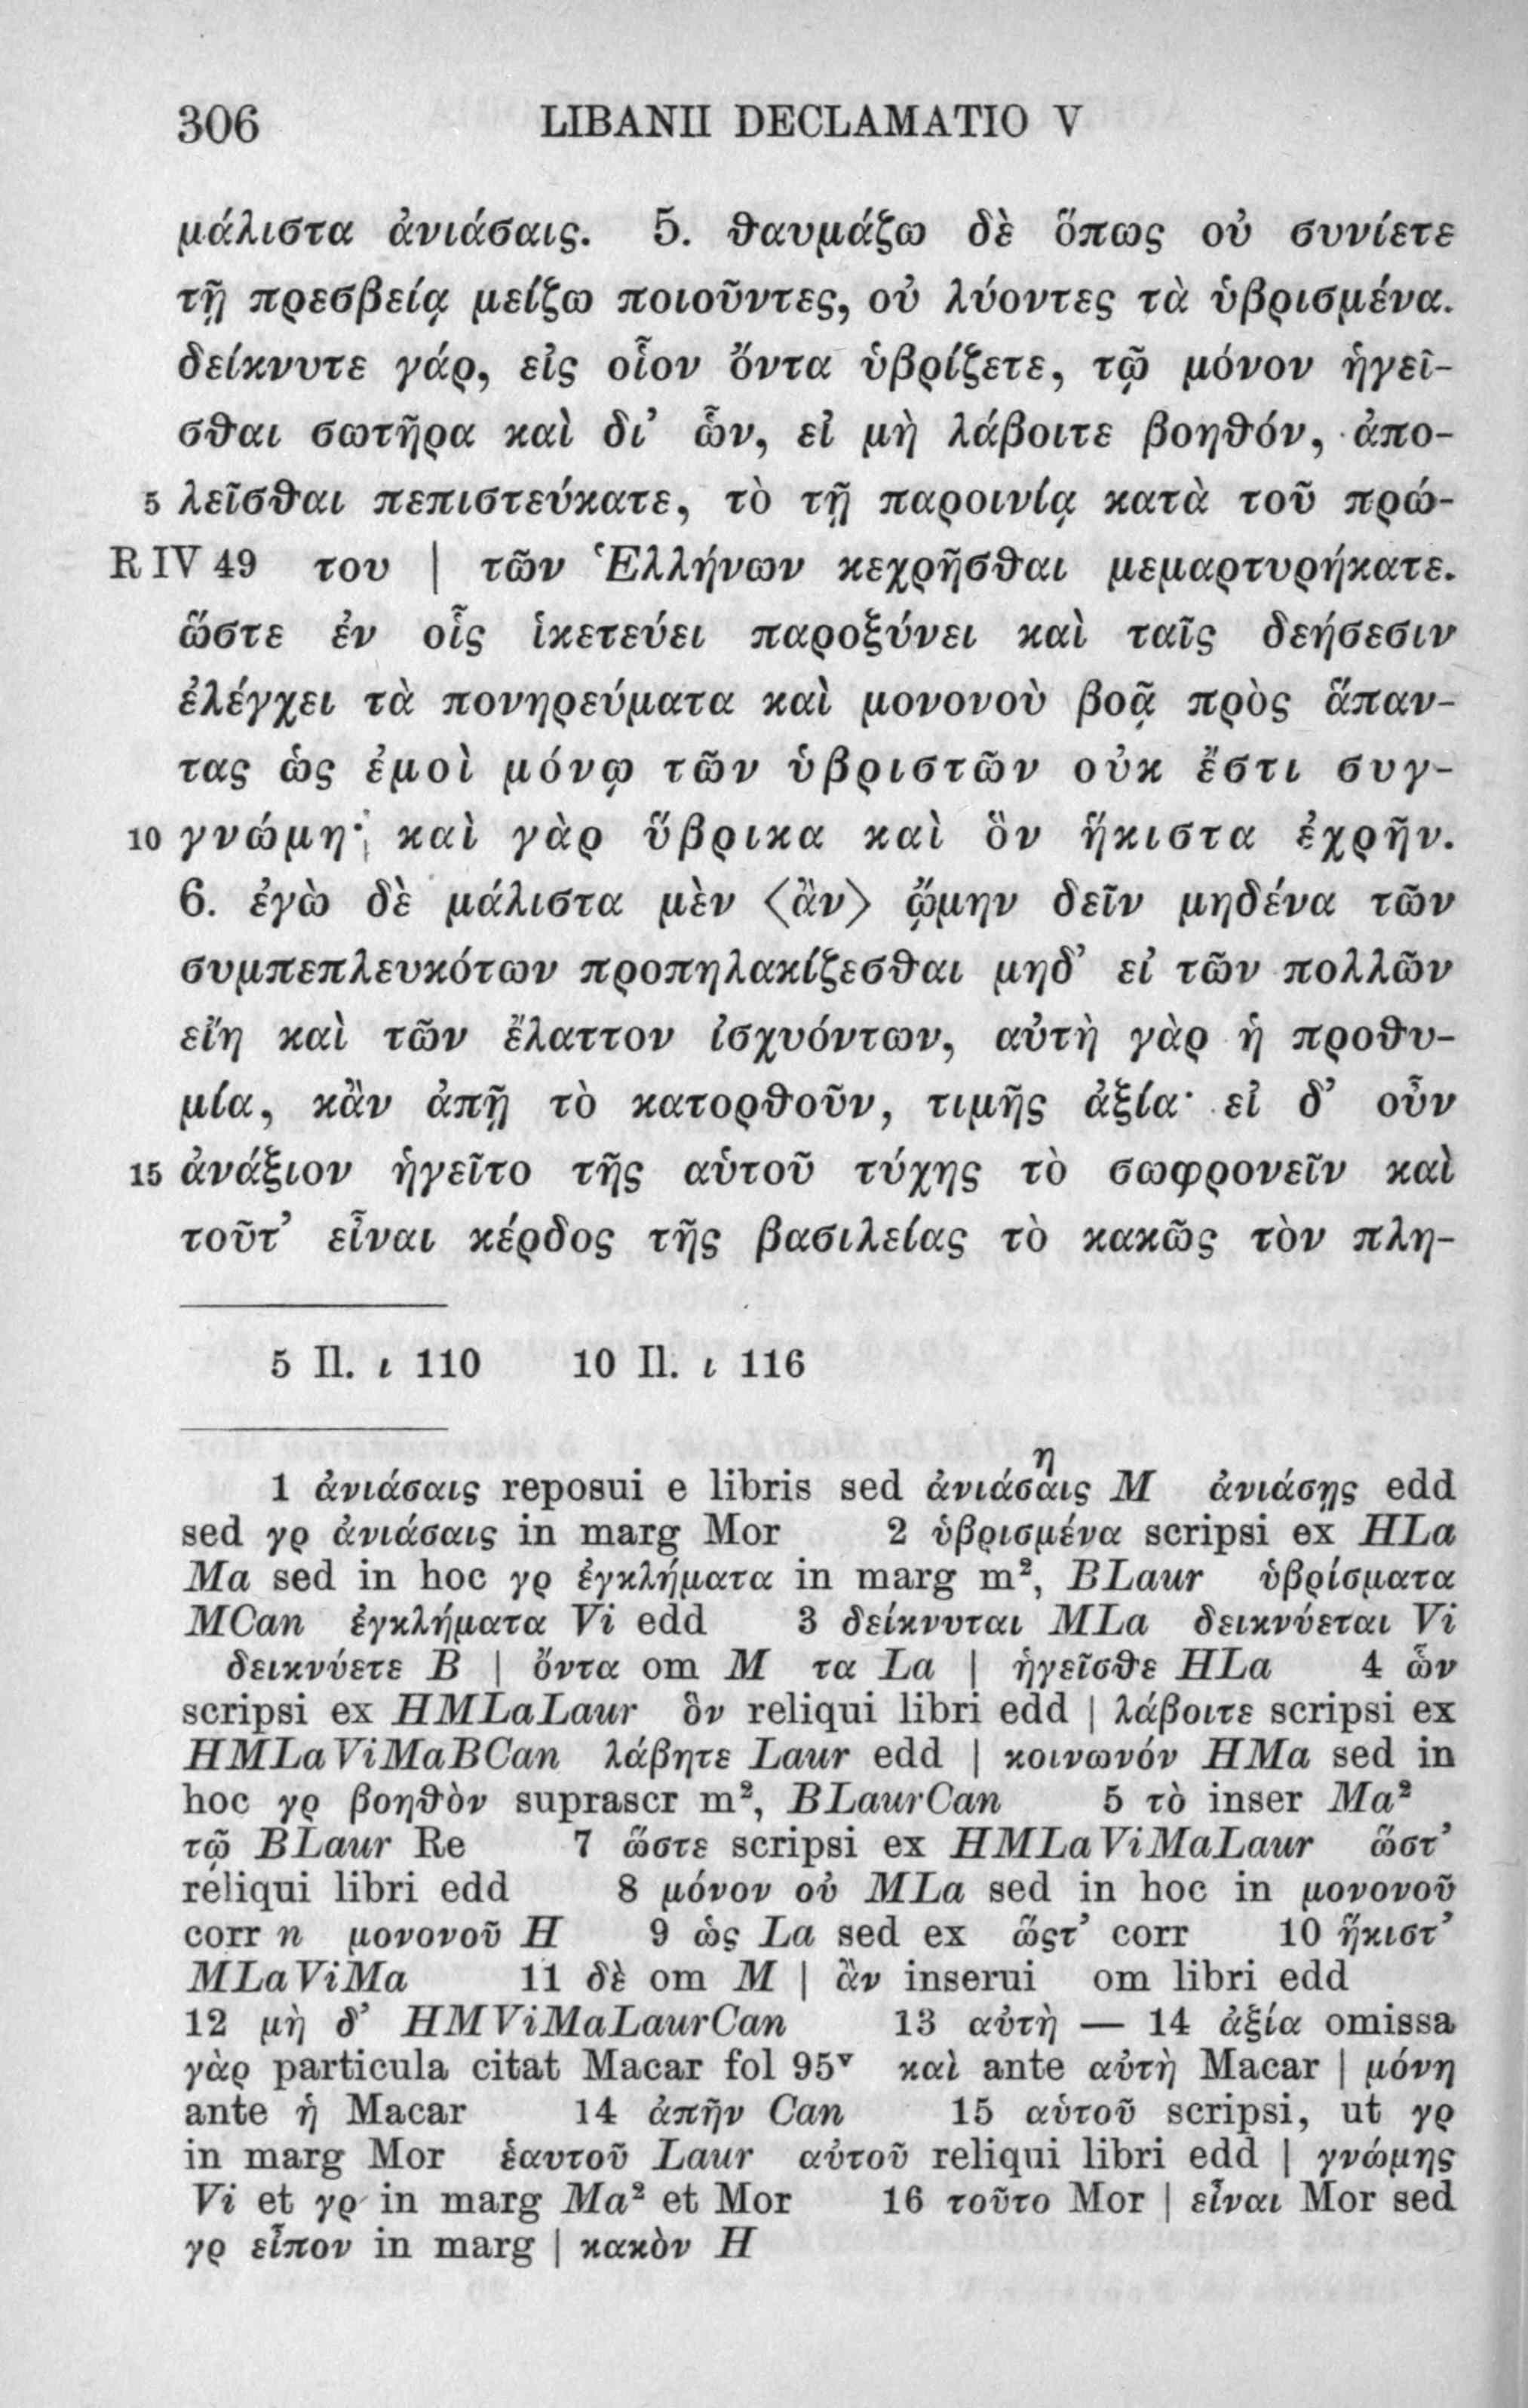 306 LIBANII DECLAMATIO V
μάλιστα ἀνιάσαις. 5. θαυμάζω δὲ ὅπως οὐ συνίετε
τῇ πρεσβείᾳ μείζω ποιοῦντες, οὐ λύοντες τὰ ὑβρισμένα.
δείκνυτε γάρ, εἰς οἷον ὄντα ὑβρίζετε, τῷ μόνον ἡγεῖ-
σθαι σωτῆρα καὶ δι᾽ ὧν, εἰ μὴ λάβοιτε βοηθόν, ἀπο-
5 λεῖσθαι πεπιστεύκατε, τὸ τῇ παροινίᾳ κατὰ τοῦ πρώ-
R IV 49 του | τῶν Ἑλλήνων κεχρῆσθαι μεμαρτυρήκατε.
ὥστε ἐν οἷς ἱκετεύει παροξύνει καὶ ταῖς δεήσεσιν
ἐλέγχει τὰ πονηρεύματα καὶ μονονοὺ βοᾷ πρὸς ἅπαν-
τας ὡς ἐμοὶ μόνῳ τῶν ὑβριστῶν οὐκ ἔστι συγ-
10 γνώμη· καὶ γὰρ ὕβρικα καὶ ὃν ἥκιστα ἐχρῆν.
6. ἐγὼ δὲ μάλιστα μὲν ⟨ἂν⟩ ᾤμην δεῖν μηδένα τῶν
συμπεπλευκότων προπηλακίζεσθαι μηδ᾽ εἰ τῶν πολλῶν
εἴη καὶ τῶν ἔλαττον ἰσχυόντων, αὐτὴ γὰρ ἡ προθυ-
μία, κἂν ἀπῇ τὸ κατορθοῦν, τιμῆς ἀξία· εἰ δ᾽ οὖν
15 ἀνάξιον ἡγεῖτο τῆς αὑτοῦ τύχης τὸ σωφρονεῖν καὶ
τοῦτ᾽ εἶναι κέρδος τῆς βασιλείας τὸ κακῶς τὸν πλη-
5 Il. ι 110 10 Il. ι 116
η
1 ἀνιάσαις reposui e libris sed ἀνιάσαις M ἀνιάσῃς edd
sed γρ ἀνιάσαις in marg Mor 2 ὑβρισμένα scripsi ex HLa
Ma sed in hoc γρ ἐγκλήματα in marg m², BLaur ὑβρίσματα
MCan ἐγκλήματα Vi edd 3 δείκνυται MLa δεικνύεται Vi
δεικνύετε B | ὄντα om M τα La | ἡγεῖσθε HLa 4 ὧν
scripsi ex HMLaLaur ὃν reliqui libri edd | λάβοιτε scripsi ex
HMLaViMaBCan λάβητε Laur edd | κοινωνόν HMa sed in
hoc γρ βοηθὸν suprascr m², BLaurCan 5 τὸ inser Ma²
τῷ BLaur Re 7 ὥστε scripsi ex HMLaViMaLaur ὥστ᾽
reliqui libri edd 8 μόνον οὐ MLa sed in hoc in μονονοῦ
corr n μονονοῦ H 9 ὡς La sed ex ὥςτ᾽ corr 10 ἥκιστ᾽
MLaViMa 11 δὲ om M | ἂν inserui om libri edd
12 μὴ δ᾽ HMViMaLaurCan 13 αὐτὴ — 14 ἀξία omissa
γὰρ particula citat Macar fol 95ᵛ καὶ ante αὐτὴ Macar | μόνη
ante ἡ Macar 14 ἀπῆν Can 15 αὑτοῦ scripsi, ut γρ
in marg Mor ἑαυτοῦ Laur αὐτοῦ reliqui libri edd | γνώμης
Vi et γρ in marg Ma² et Mor 16 τοῦτο Mor | εἶναι Mor sed
γρ εἶπον in marg | κακὸν H